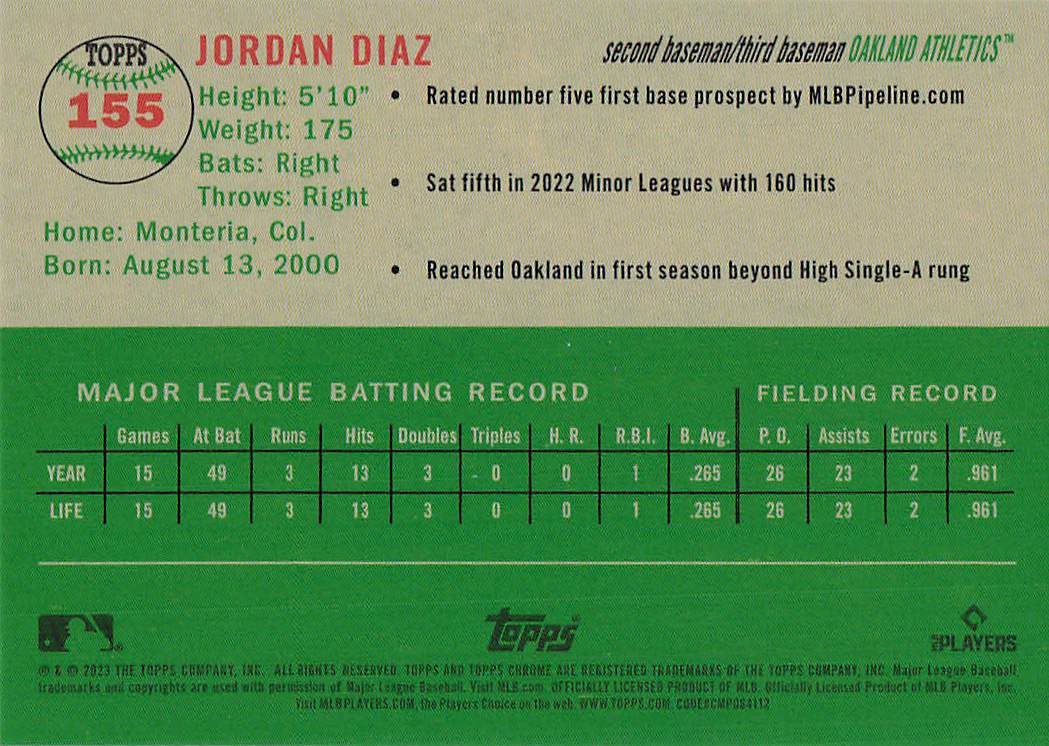 TOPPS
155
JORDAN DIAZ
second baseman/third baseman OAKLAND ATHLETICS™
Height: 5'10"
Weight: 175
Bats: Right
Throws: Right
Home: Monteria, Col.
Born: August 13, 2000
• Rated number five first base prospect by MLBPipeline.com
• Sat fifth in 2022 Minor Leagues with 160 hits
• Reached Oakland in first season beyond High Single-A rung
MAJOR LEAGUE BATTING RECORD FIELDING RECORD
Games At Bat Runs Hits Doubles Triples H. R. R.B.I. B. Avg. P. O. Assists Errors F. Avg.
YEAR 15 49 3 13 3 0 0 1 .265 26 23 2 .961
LIFE 15 49 3 13 3 0 0 1 .265 26 23 2 .961
topps®
MLB PLAYERS
® & © 2023 THE TOPPS COMPANY, INC. ALL RIGHTS RESERVED. TOPPS AND TOPPS CHROME ARE REGISTERED TRADEMARKS OF THE TOPPS COMPANY, INC. Major League Baseball
trademarks and copyrights are used with permission of Major League Baseball. Visit MLB.com. OFFICIALLY LICENSED PRODUCT OF MLB. Officially Licensed Product of MLB Players, Inc.
Visit MLBPLAYERS.COM, the Players Choice on the web. WWW.TOPPS.COM. CODE#CMP084112